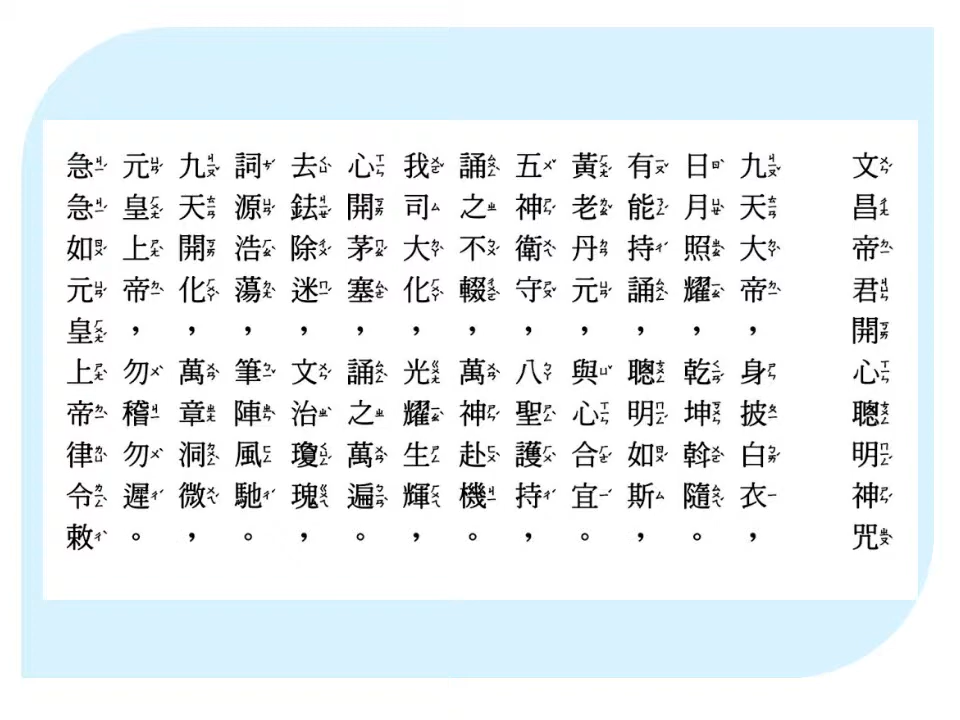 文昌帝君開心聰明神咒
九天大帝，身披白衣，
日月照耀，乾坤斡隨。
有能持誦，聰明如斯，
黃老丹元，與心合宜。
五神衛守，八聖護持，
誦之不輟，萬神赴機。
我司大化，光耀生輝，
心開茅塞，誦之萬遍。
去鈜除迷，文治瓊瑰，
詞源浩蕩，筆陣風馳。
九天開化，萬章洞微，
元皇上帝，勿稽勿遲。
急急如元皇上帝律令敕